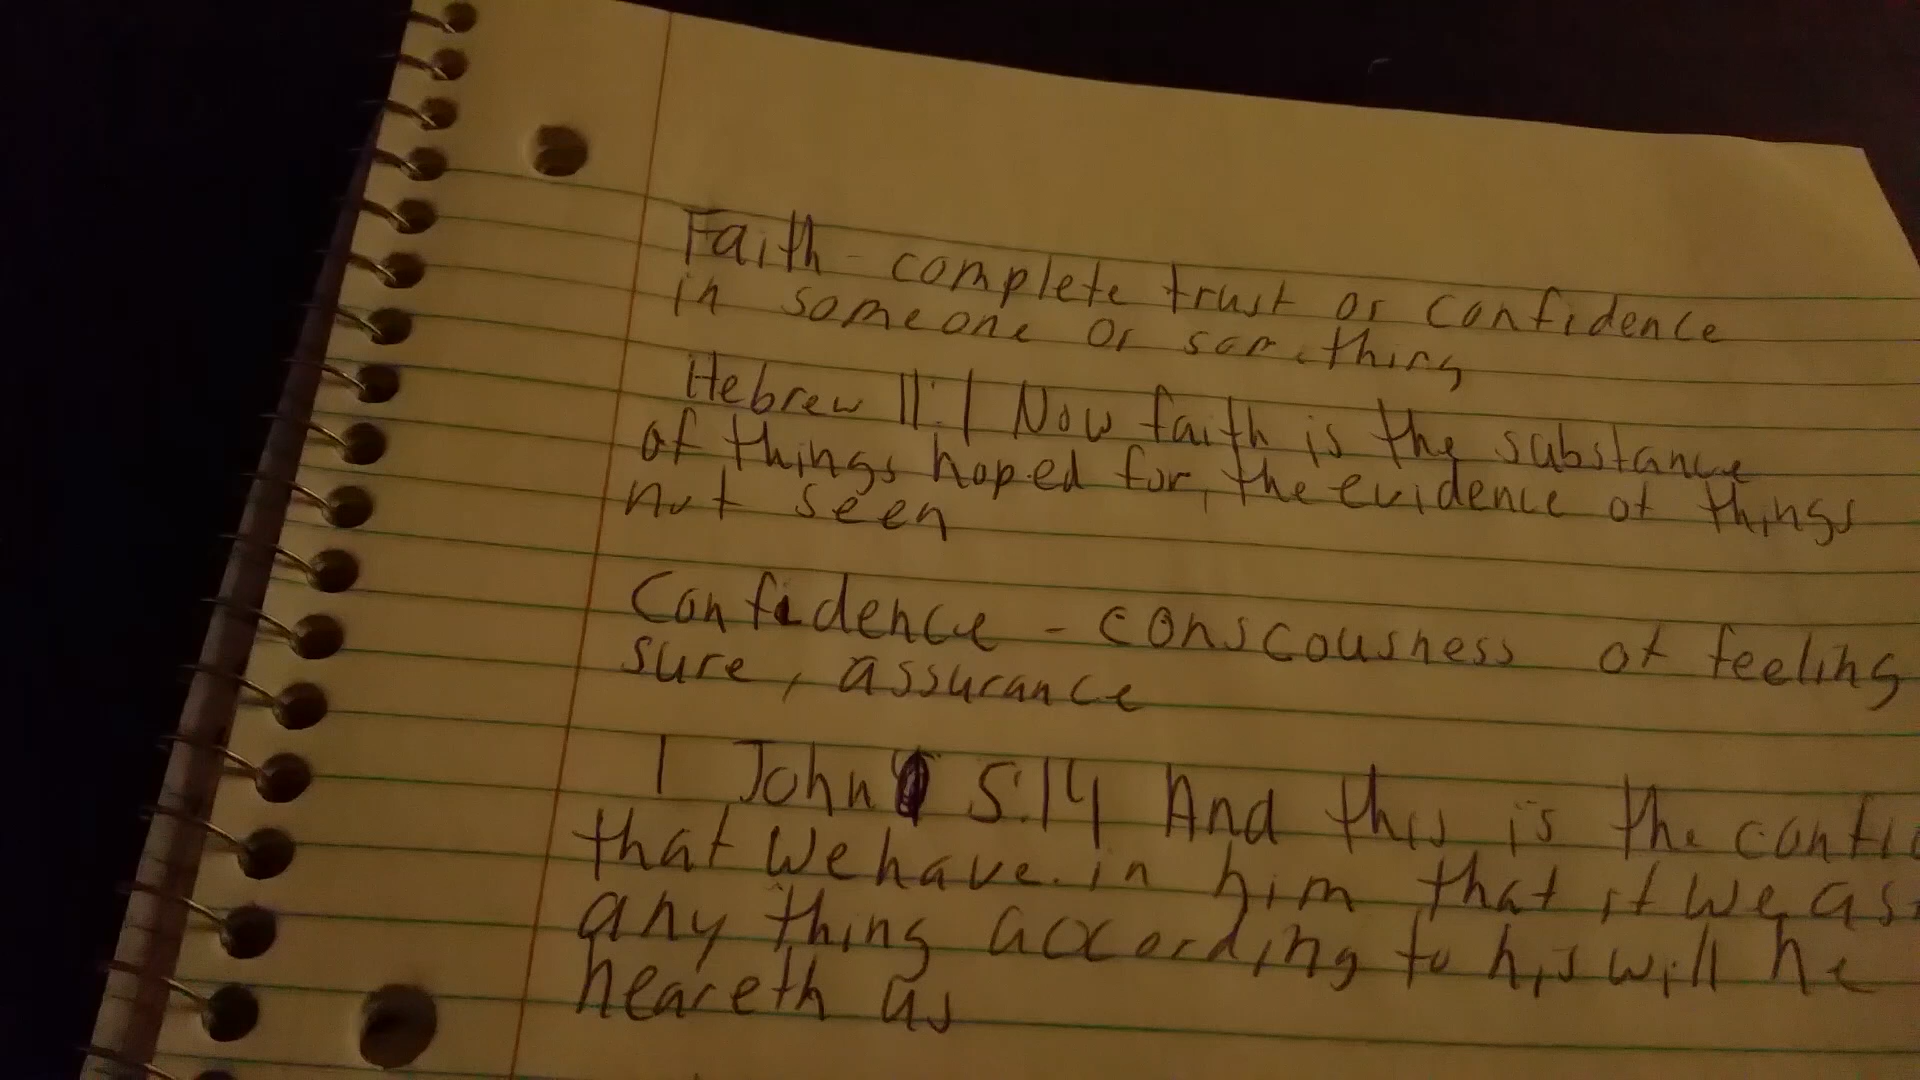 Faith - complete trust or confidence
in someone or something
Hebrew 11:1 Now faith is the substance
of things hoped for, the evidence of things
not seen
Confidence - conscousness of feeling
sure, assurance
1 John 5:14 And this is the confi
that we have in him that if we as
any thing according to his will he
heareth us